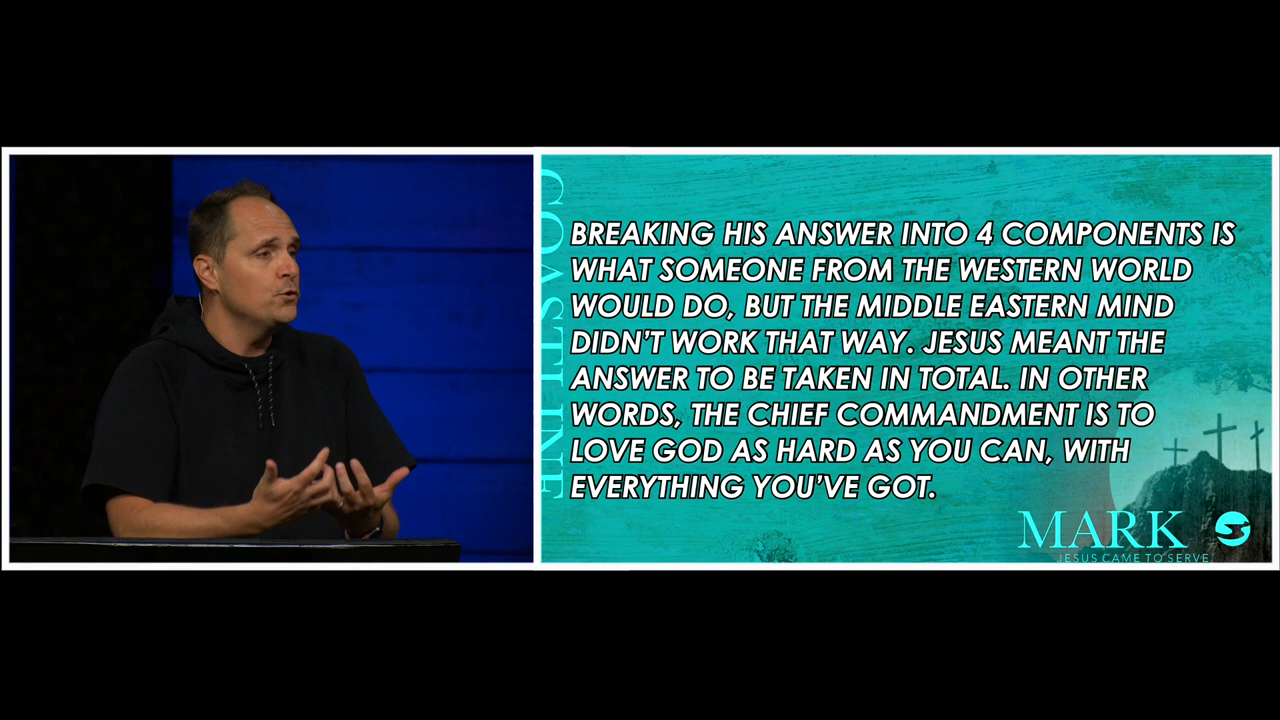 COASTLINE
BREAKING HIS ANSWER INTO 4 COMPONENTS IS
WHAT SOMEONE FROM THE WESTERN WORLD
WOULD DO, BUT THE MIDDLE EASTERN MIND
DIDN'T WORK THAT WAY. JESUS MEANT THE
ANSWER TO BE TAKEN IN TOTAL. IN OTHER
WORDS, THE CHIEF COMMANDMENT IS TO
LOVE GOD AS HARD AS YOU CAN, WITH
EVERYTHING YOU'VE GOT.
MARK
JESUS CAME TO SERVE